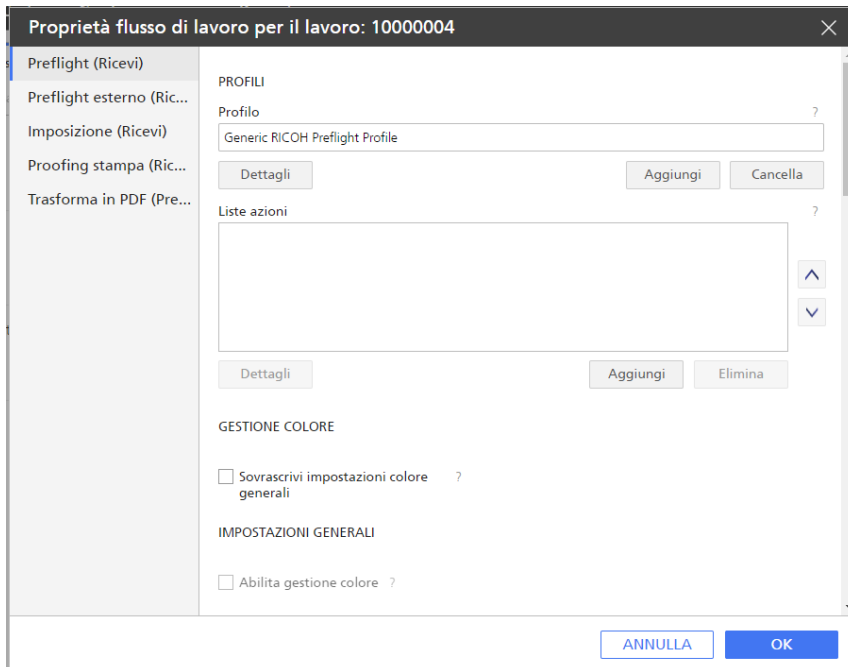 Proprietà flusso di lavoro per il lavoro: 10000004
Preflight (Ricevi)
Preflight esterno (Ric...
Imposizione (Ricevi)
Proofing stampa (Ric...
Trasforma in PDF (Pre...
PROFILI
Profilo ?
Generic RICOH Preflight Profile
Dettagli Aggiungi Cancella
Liste azioni ?
Dettagli Aggiungi Elimina
GESTIONE COLORE
Sovrascrivi impostazioni colore ?
generali
IMPOSTAZIONI GENERALI
Abilita gestione colore ?
ANNULLA OK